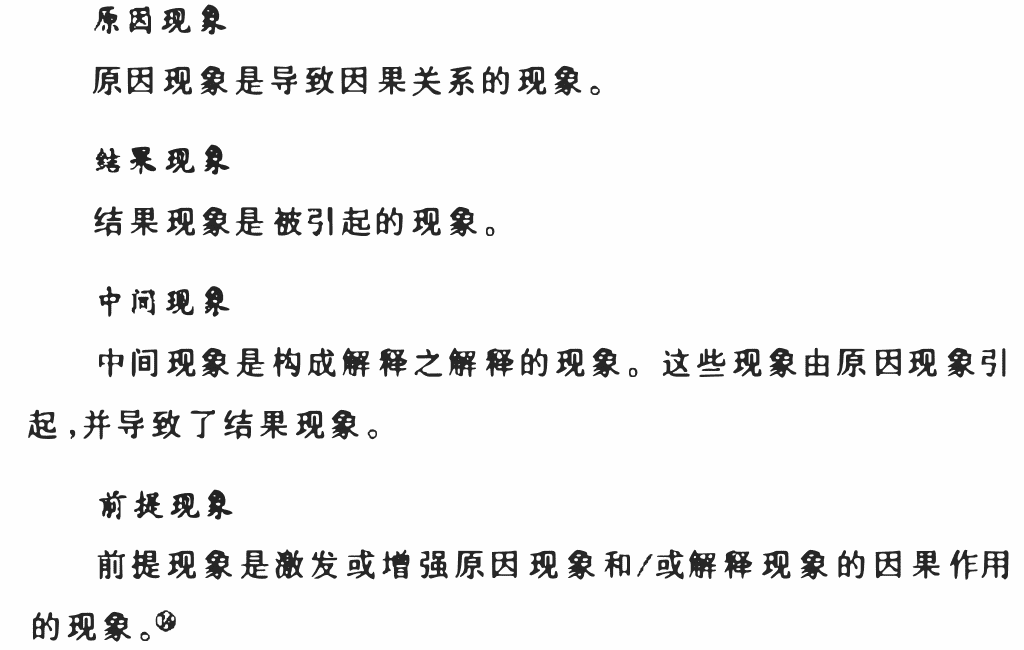 原因现象
原因现象是导致因果关系的现象。
结果现象
结果现象是被引起的现象。
中间现象
中间现象是构成解释之解释的现象。这些现象由原因现象引
起,并导致了结果现象。
前提现象
前提现象是激发或增强原因现象和/或解释现象的因果作用
的现象。